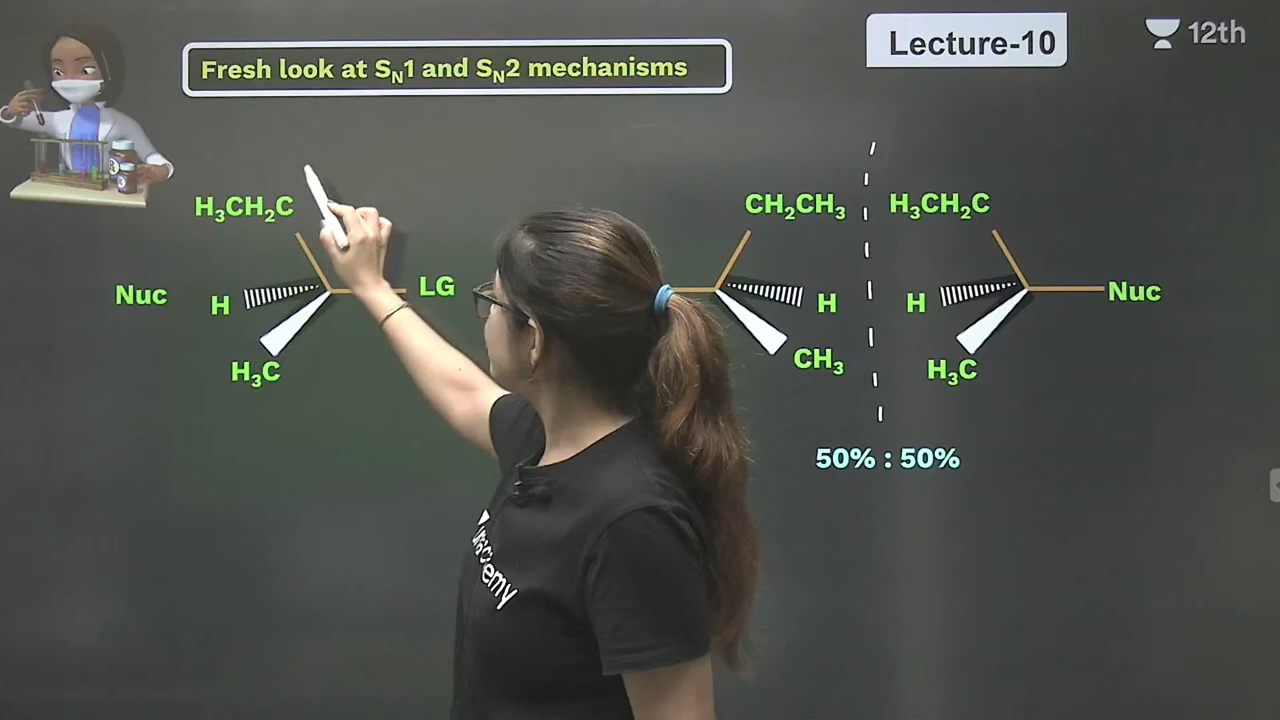 Lecture-10
12th
Fresh look at SN1 and SN2 mechanisms
H3CH2C
CH2CH3
H3CH2C
Nuc
H
LG
H
H
Nuc
H3C
CH3
H3C
50% : 50%